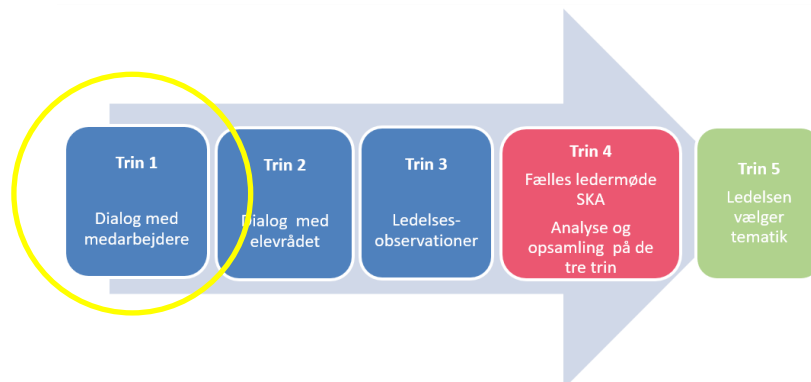 Trin 1
Dialog med
medarbejdere
Trin 2
Dialog med
elevrådet
Trin 3
Ledelses-
observationer
Trin 4
Fælles ledermøde
SKA
Analyse og
opsamling på de
tre trin
Trin 5
Ledelsen
vælger
tematik